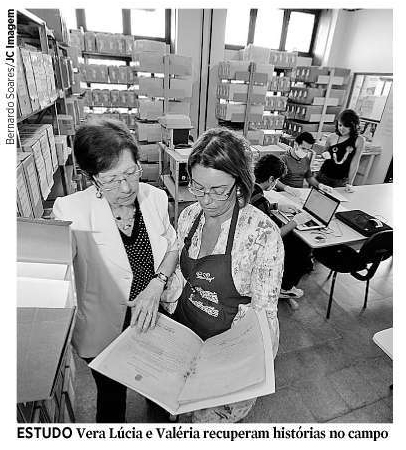 Bernardo Soares/JC Imagem
ESTUDO Vera Lúcia e Valéria recuperam histórias no campo